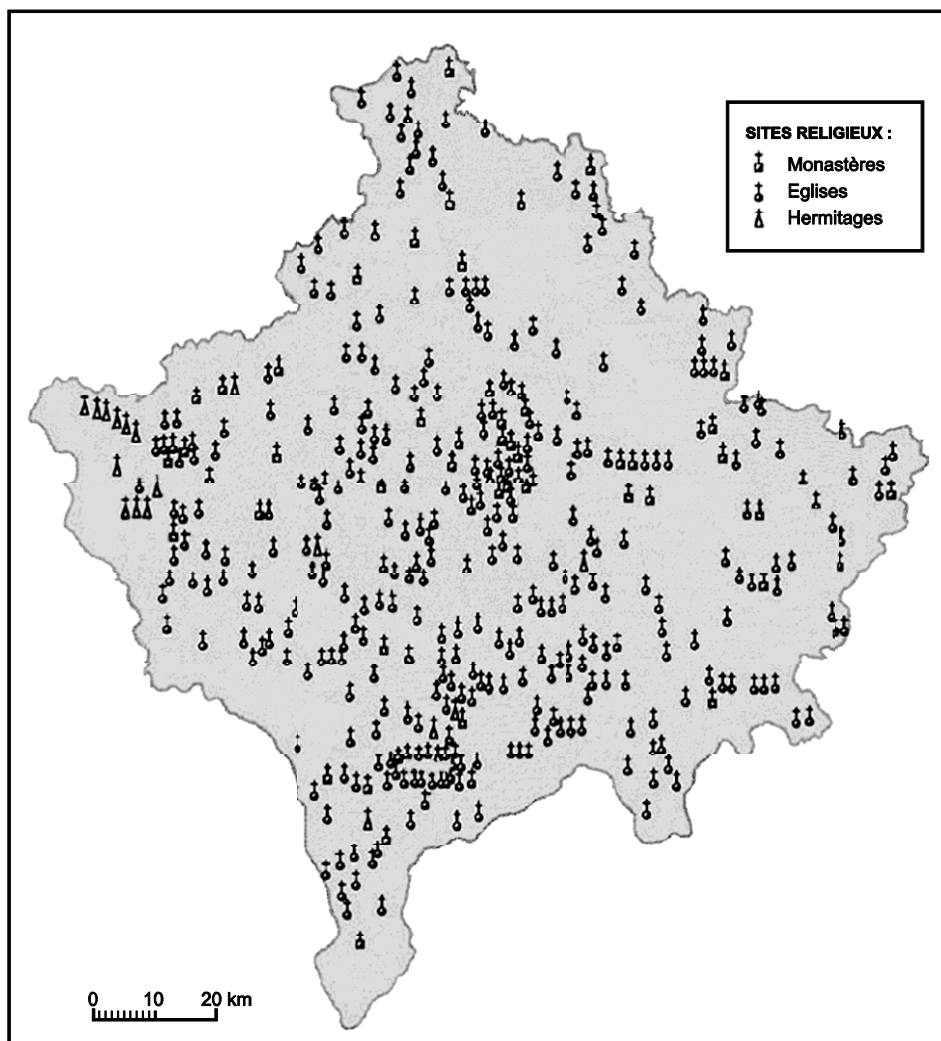 SITES RELIGIEUX :
Monastères
Eglises
Hermitages
0 10 20 km